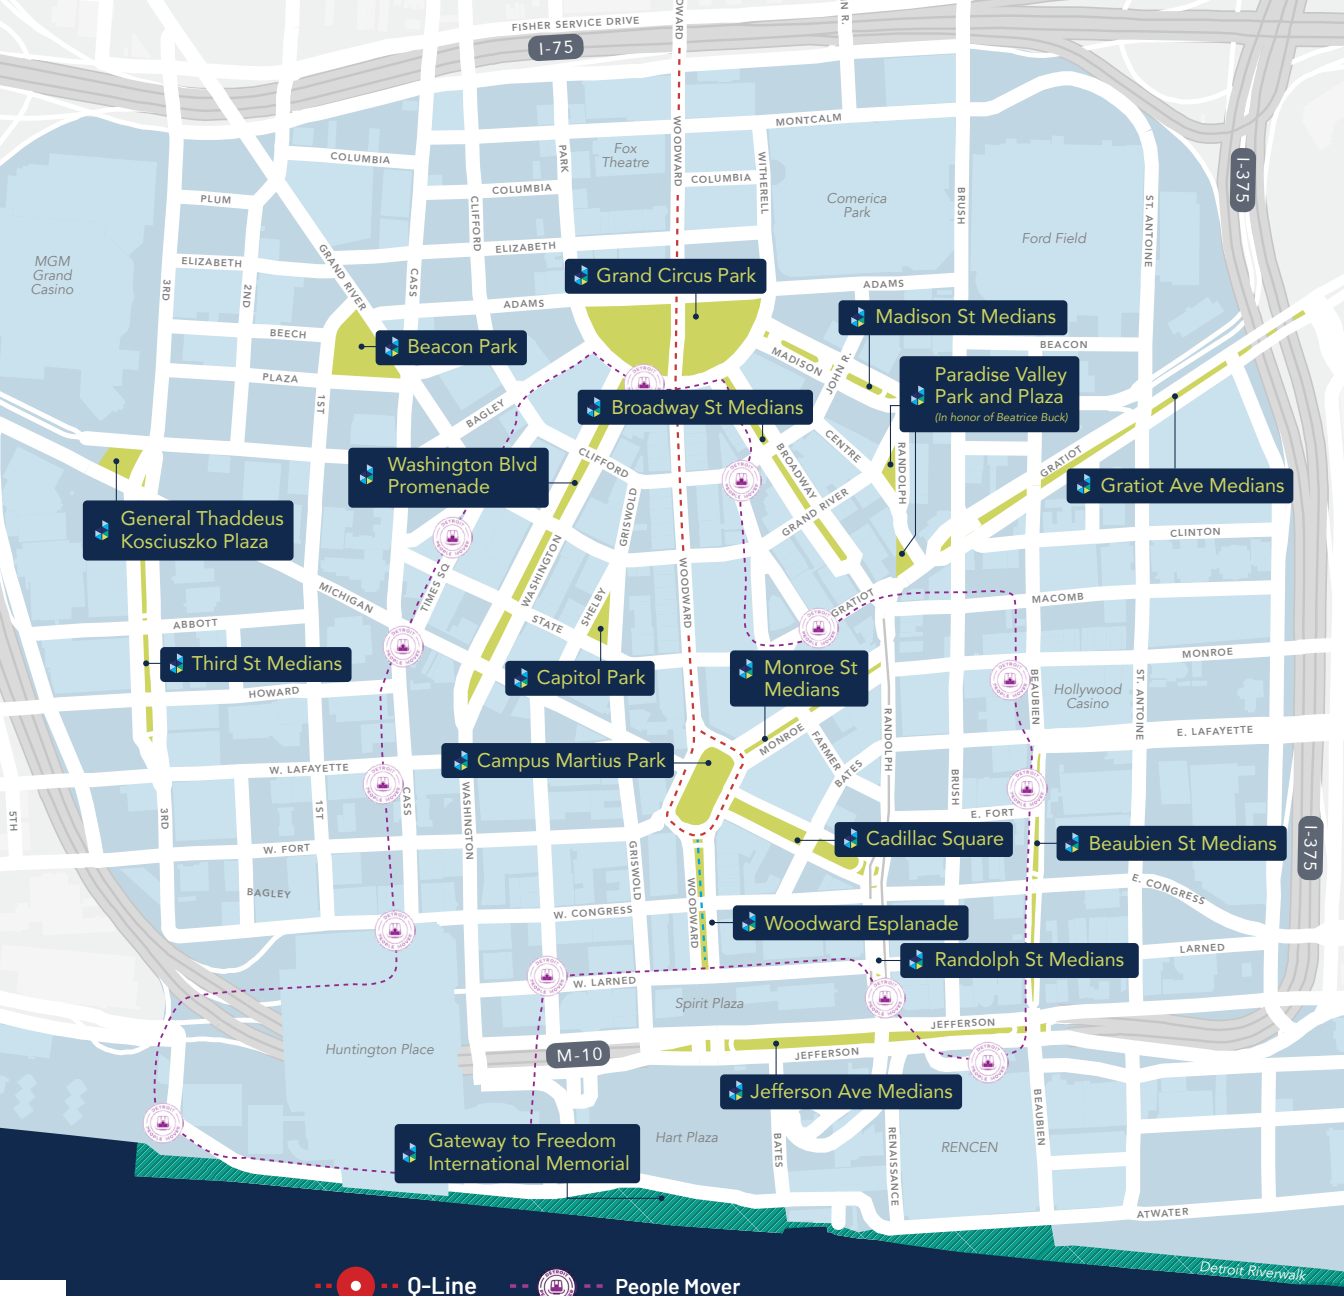 FISHER SERVICE DRIVE
I-75
WOODWARD
MONTCALM
COLUMBIA
PARK
Fox
Theatre
WOODWARD
COLUMBIA
WITHERELL
I-375
PLUM
COLUMBIA
CLIFFORD
Comerica
Park
BRUSH
ST. ANTOINE
Ford Field
MGM
Grand
Casino
ELIZABETH
3RD
2ND
GRAND RIVER
CASS
ELIZABETH
Grand Circus Park
ADAMS
ADAMS
BEECH
Madison St Medians
BEACON
Beacon Park
MADISON
JOHN R.
Paradise Valley
Park and Plaza
(In honor of Beatrice Buck)
PLAZA
1ST
BAGLEY
Broadway St Medians
CENTRE
BROADWAY
RANDOLPH
GRATIOT
Washington Blvd
Promenade
CLIFFORD
Gratiot Ave Medians
General Thaddeus
Kosciuszko Plaza
GRISWOLD
GRAND RIVER
CLINTON
WASHINGTON
WOODWARD
MICHIGAN
TIMES SQ
SHELBY
STATE
GRATIOT
MACOMB
ABBOTT
Third St Medians
Capitol Park
Monroe St
Medians
MONROE
HOWARD
BEAUBIEN
Hollywood
Casino
ST. ANTOINE
RANDOLPH
MONROE
FARMER
BATES
E. LAFAYETTE
Campus Martius Park
W. LAFAYETTE
5TH
3RD
1ST
CASS
WASHINGTON
BRUSH
E. FORT
I-375
Cadillac Square
Beaubien St Medians
W. FORT
GRISWOLD
WOODWARD
BAGLEY
E. CONGRESS
W. CONGRESS
Woodward Esplanade
LARNED
Randolph St Medians
W. LARNED
Spirit Plaza
JEFFERSON
Huntington Place
M-10
JEFFERSON
Jefferson Ave Medians
BEAUBIEN
Gateway to Freedom
International Memorial
Hart Plaza
BATES
RENAISSANCE
RENCEN
ATWATER
Detroit Riverwalk
Q-Line
People Mover